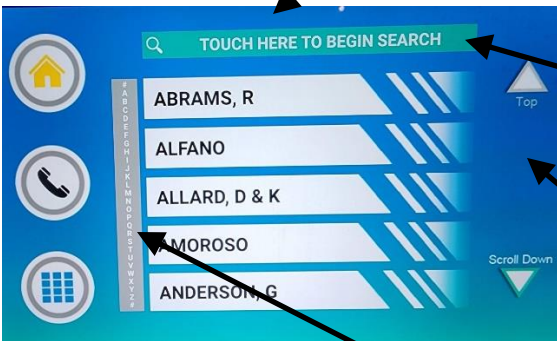 TOUCH HERE TO BEGIN SEARCH
Top
ABRAMS, R
ALFANO
ALLARD, D & K
AMOROSO
ANDERSON, G
Scroll Down
#
A
B
C
D
E
F
G
H
I
J
K
L
M
N
O
P
Q
R
S
T
U
V
W
X
Y
Z
#